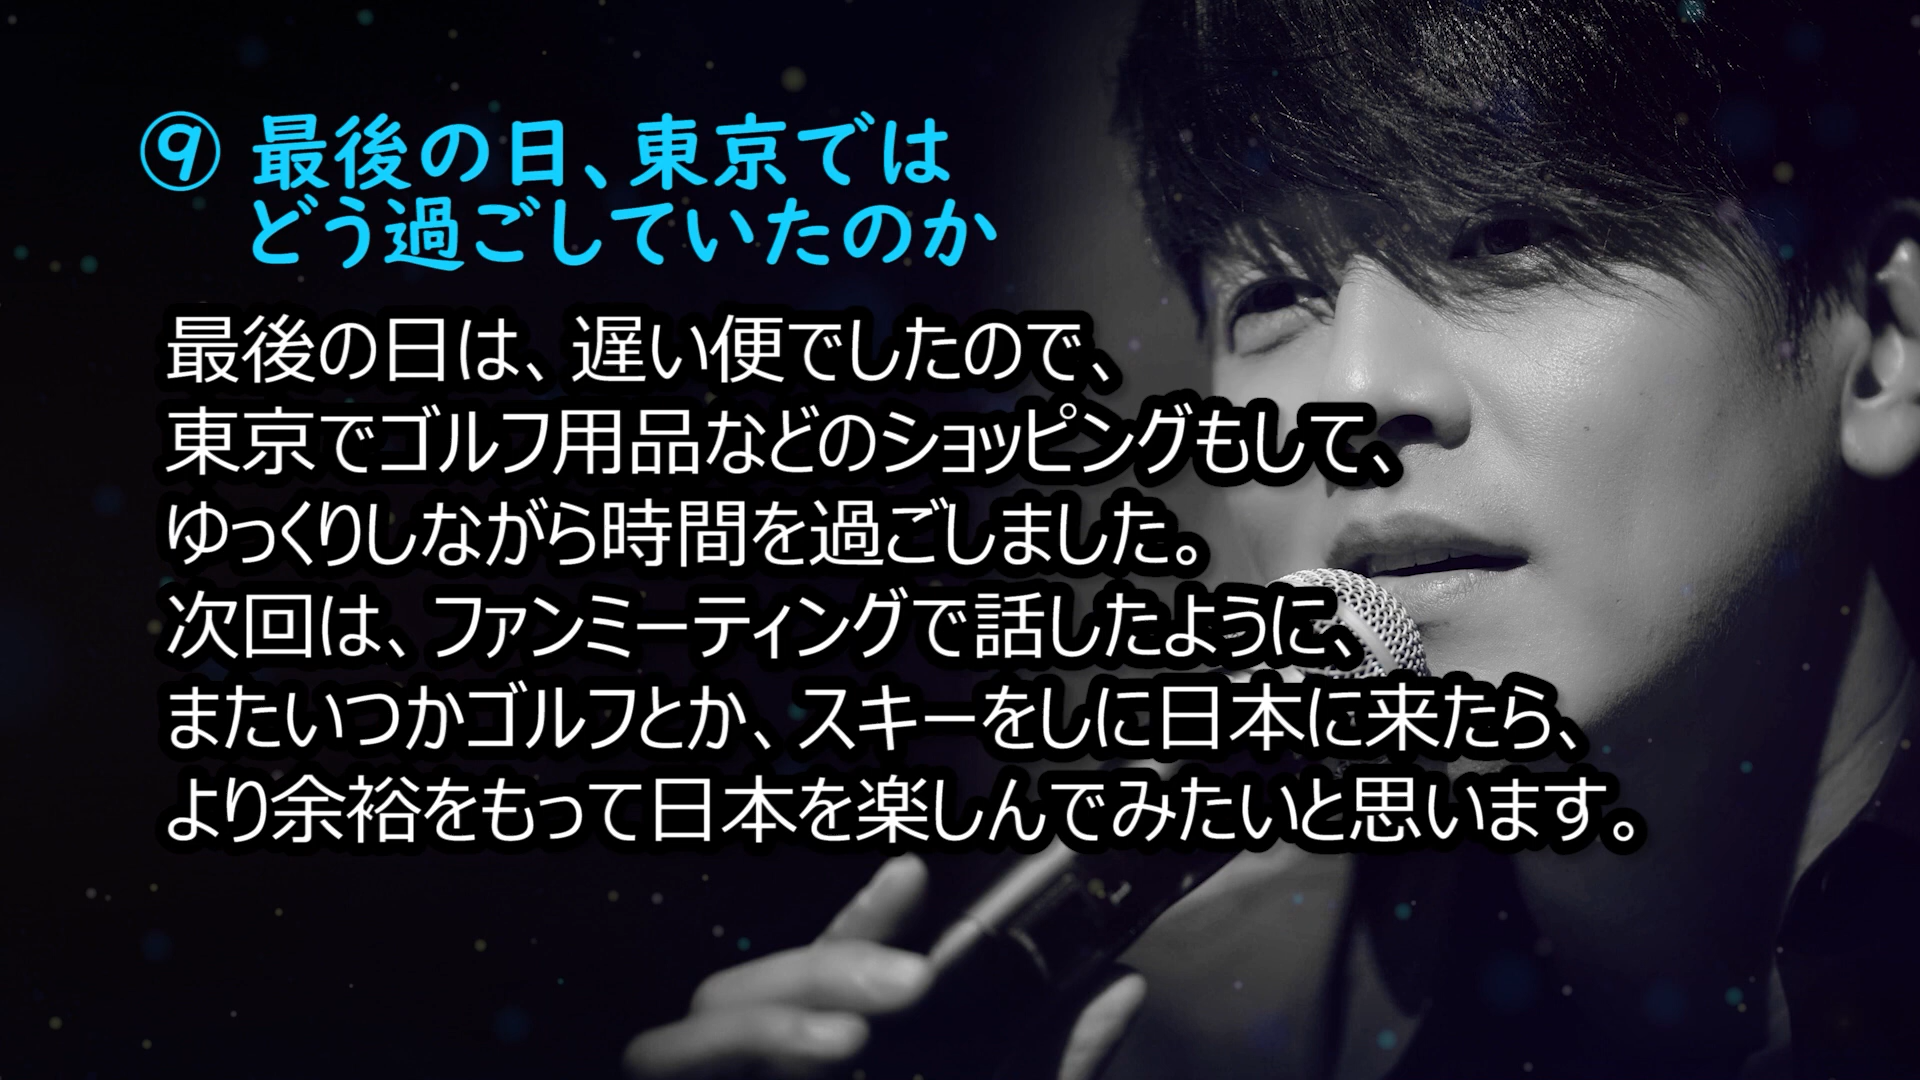 ⑨ 最後の日、東京では
どう過ごしていたのか
最後の日は、遅い便でしたので、
東京でゴルフ用品などのショッピングもして、
ゆっくりしながら時間を過ごしました。
次回は、ファンミーティングで話したように、
またいつかゴルフとか、スキーをしに日本に来たら、
より余裕をもって日本を楽しんでみたいと思います。